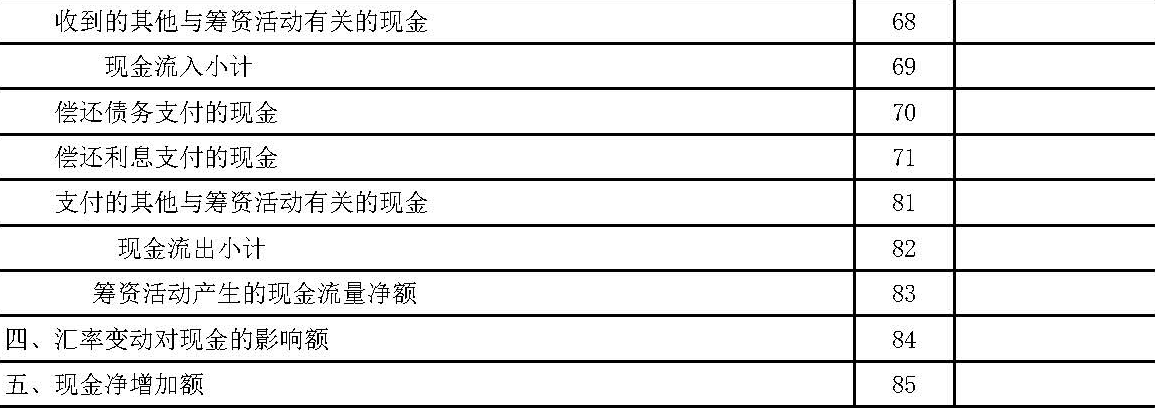 收到的其他与筹资活动有关的现金 68
现金流入小计 69
偿还债务支付的现金 70
偿还利息支付的现金 71
支付的其他与筹资活动有关的现金 81
现金流出小计 82
筹资活动产生的现金流量净额 83
四、汇率变动对现金的影响额 84
五、现金净增加额 85